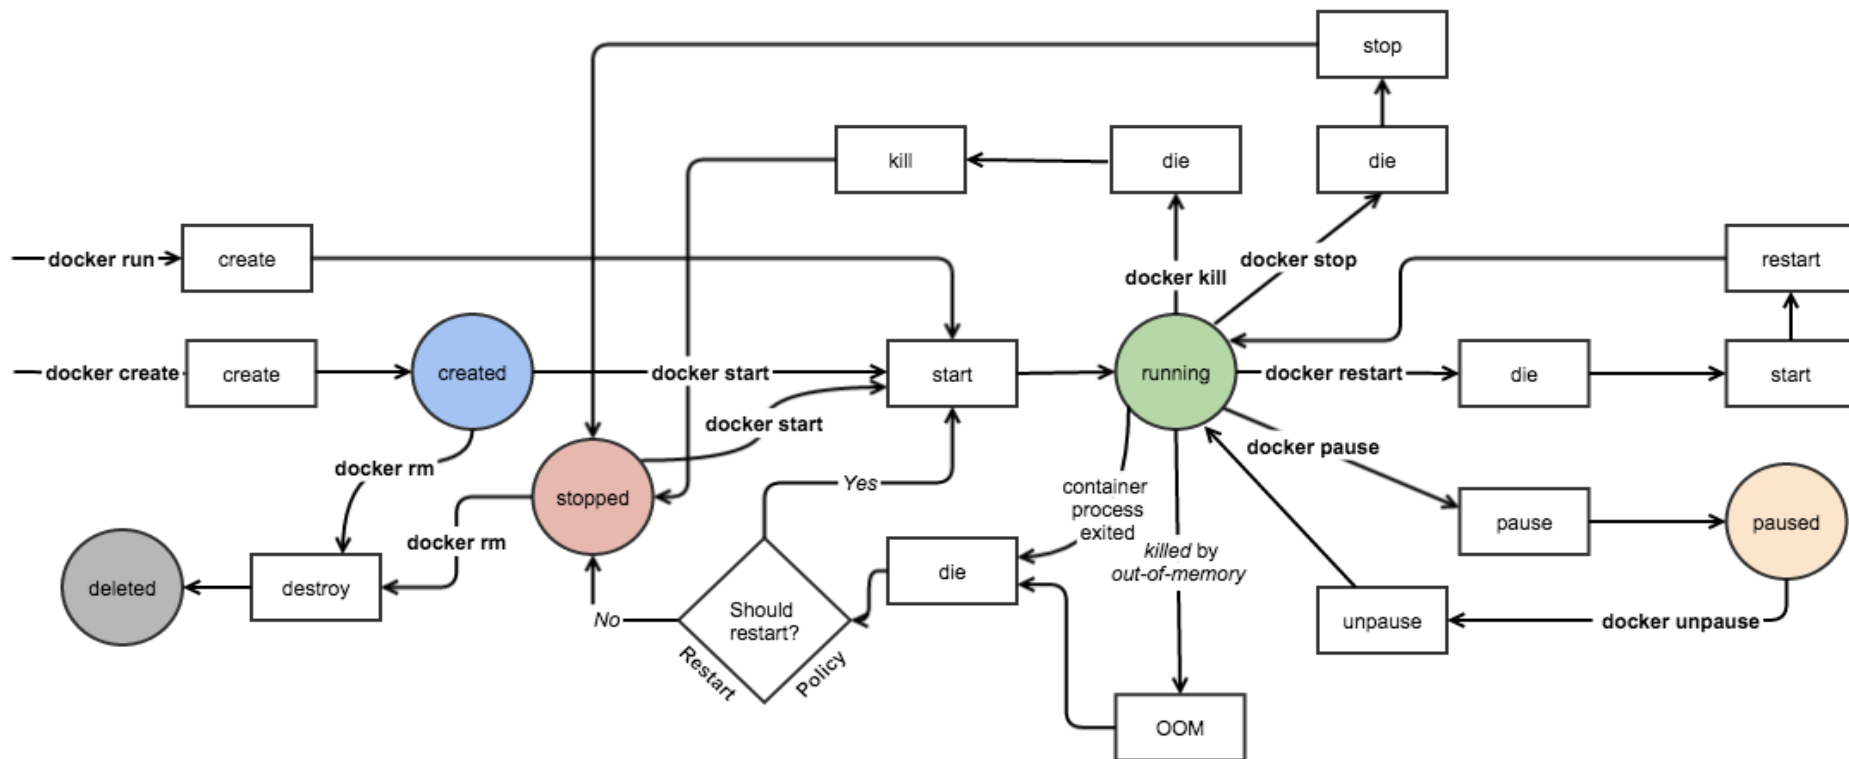 stop
kill
die
die
docker run
create
docker kill
docker stop
restart
docker create
create
created
docker start
start
running
docker restart
die
start
docker start
docker rm
docker pause
stopped
Yes
container
process
exited
pause
paused
docker rm
killed by
out-of-memory
deleted
destroy
die
No
Should
restart?
Restart
Policy
unpause
docker unpause
OOM